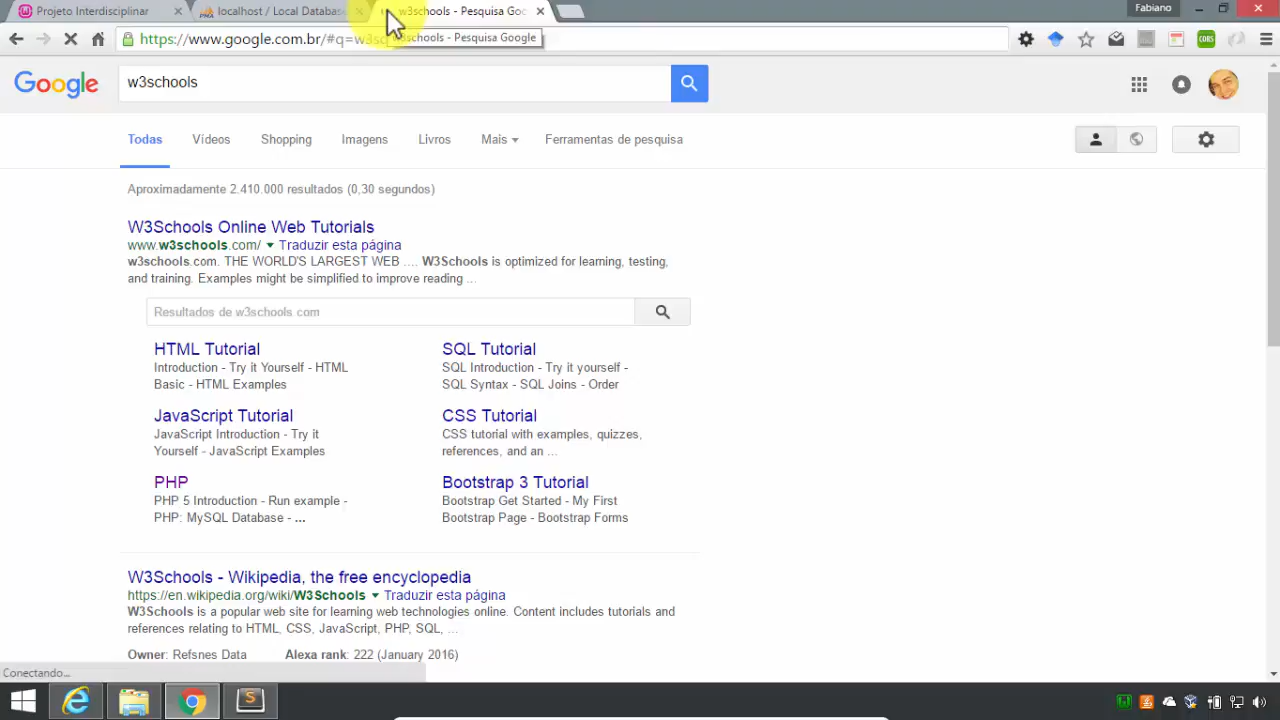 Projeto Interdisciplinar
localhost / Local Databas
w3schools - Pesquisa Goo
Fabiano
https://www.google.com.br/#q=w3sc
schools - Pesquisa Google
CORS
Google
w3schools
Todas
Vídeos
Shopping
Imagens
Livros
Mais
Ferramentas de pesquisa
Aproximadamente 2.410.000 resultados (0,30 segundos)
W3Schools Online Web Tutorials
www.w3schools.com/ Traduzir esta página
w3schools.com. THE WORLD'S LARGEST WEB .... W3Schools is optimized for learning, testing,
and training. Examples might be simplified to improve reading ...
Resultados de w3schools com
HTML Tutorial
Introduction - Try it Yourself - HTML
Basic - HTML Examples
SQL Tutorial
SQL Introduction - Try it yourself -
SQL Syntax - SQL Joins - Order
JavaScript Tutorial
JavaScript Introduction - Try it
Yourself - JavaScript Examples
CSS Tutorial
CSS tutorial with examples, quizzes,
references, and an ...
PHP
PHP 5 Introduction - Run example -
PHP: MySQL Database - ...
Bootstrap 3 Tutorial
Bootstrap Get Started - My First
Bootstrap Page - Bootstrap Forms
W3Schools - Wikipedia, the free encyclopedia
https://en.wikipedia.org/wiki/W3Schools Traduzir esta página
W3Schools is a popular web site for learning web technologies online. Content includes tutorials and
references relating to HTML, CSS, JavaScript, PHP, SQL, ...
Owner: Refsnes Data Alexa rank: 222 (January 2016)
Conectando...